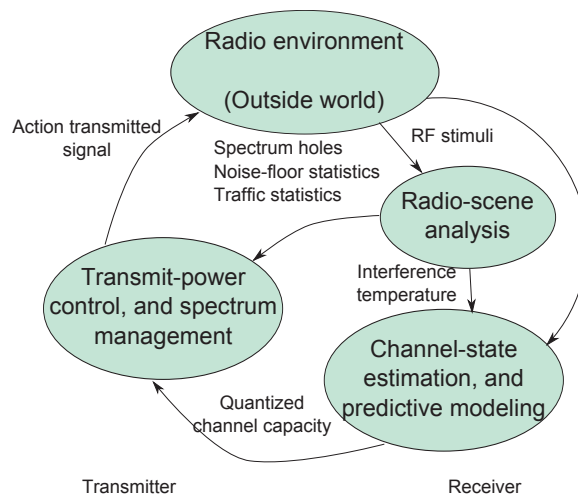 Radio environment
(Outside world)
Action transmitted
signal
RF stimuli
Spectrum holes
Noise-floor statistics
Traffic statistics
Radio-scene
analysis
Transmit-power
control, and spectrum
management
Interference
temperature
Channel-state
estimation, and
predictive modeling
Quantized
channel capacity
Transmitter
Receiver